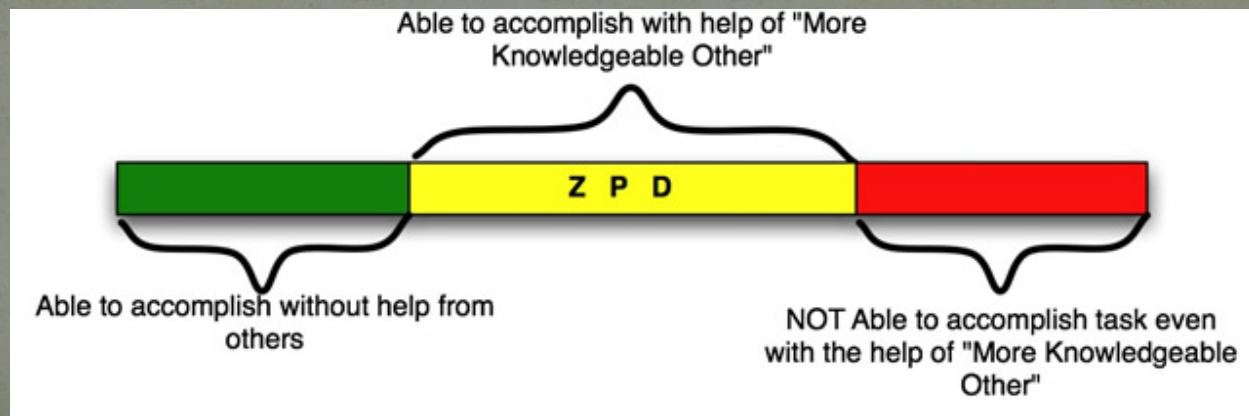 Able to accomplish with help of "More
Knowledgeable Other"
Z P D
Able to accomplish without help from
others
NOT Able to accomplish task even
with the help of "More Knowledgeable
Other"